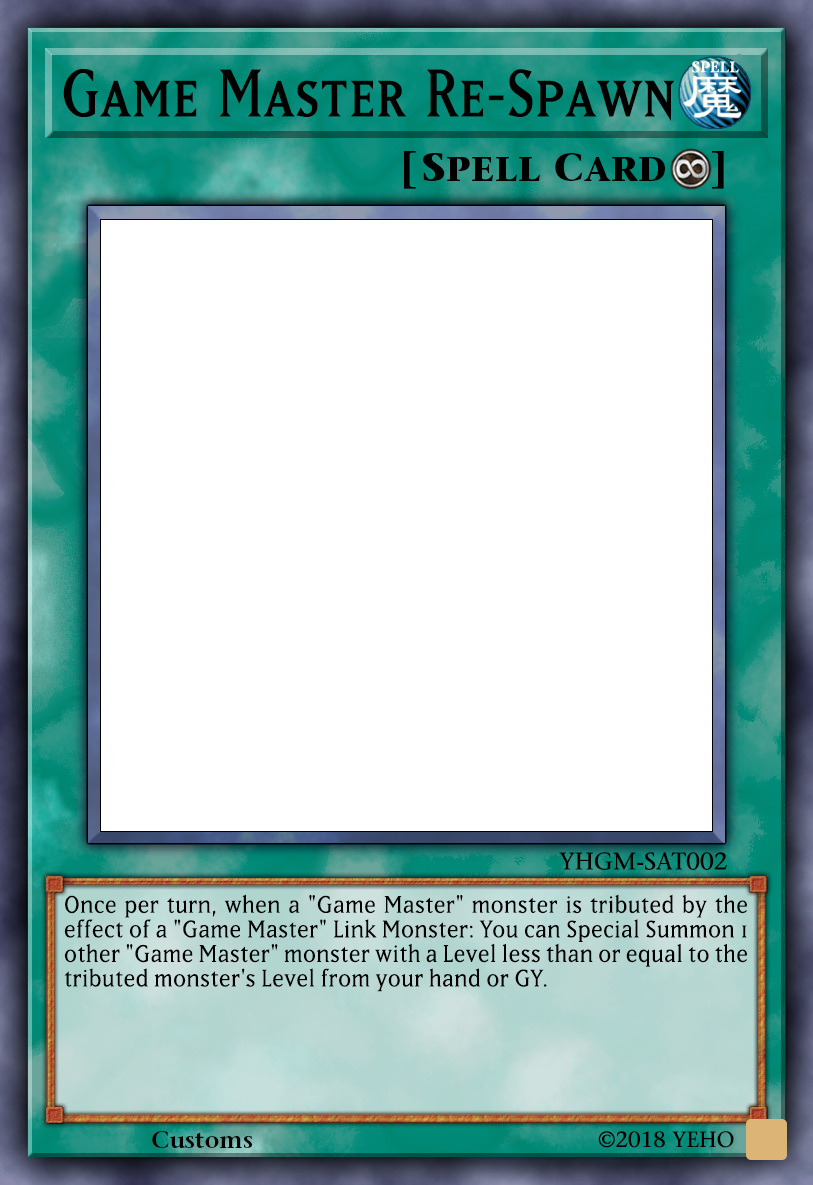 Game Master Re-Spawn
SPELL
魔
[Spell Card∞]
YHGM-SAT002
Once per turn, when a "Game Master" monster is tributed by the
effect of a "Game Master" Link Monster: You can Special Summon 1
other "Game Master" monster with a Level less than or equal to the
tributed monster's Level from your hand or GY.
Customs
©2018 YEHO